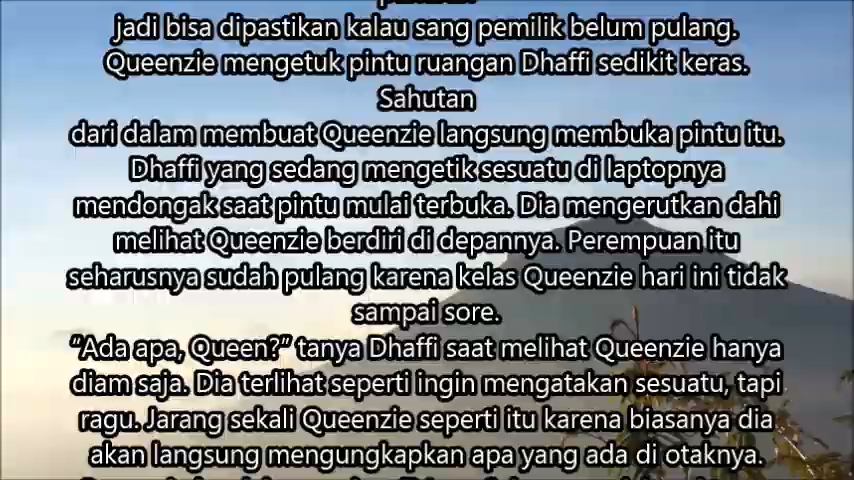 jadi bisa dipastikan kalau sang pemilik belum pulang.
Queenzie mengetuk pintu ruangan Dhaffi sedikit keras.
Sahutan
dari dalam membuat Queenzie langsung membuka pintu itu.
Dhaffi yang sedang mengetik sesuatu di laptopnya
mendongak saat pintu mulai terbuka. Dia mengerutkan dahi
melihat Queenzie berdiri di depannya. Perempuan itu
seharusnya sudah pulang karena kelas Queenzie hari ini tidak
sampai sore.
“Ada apa, Queen?” tanya Dhaffi saat melihat Queenzie hanya
diam saja. Dia terlihat seperti ingin mengatakan sesuatu, tapi
ragu. Jarang sekali Queenzie seperti itu karena biasanya dia
akan langsung mengungkapkan apa yang ada di otaknya.